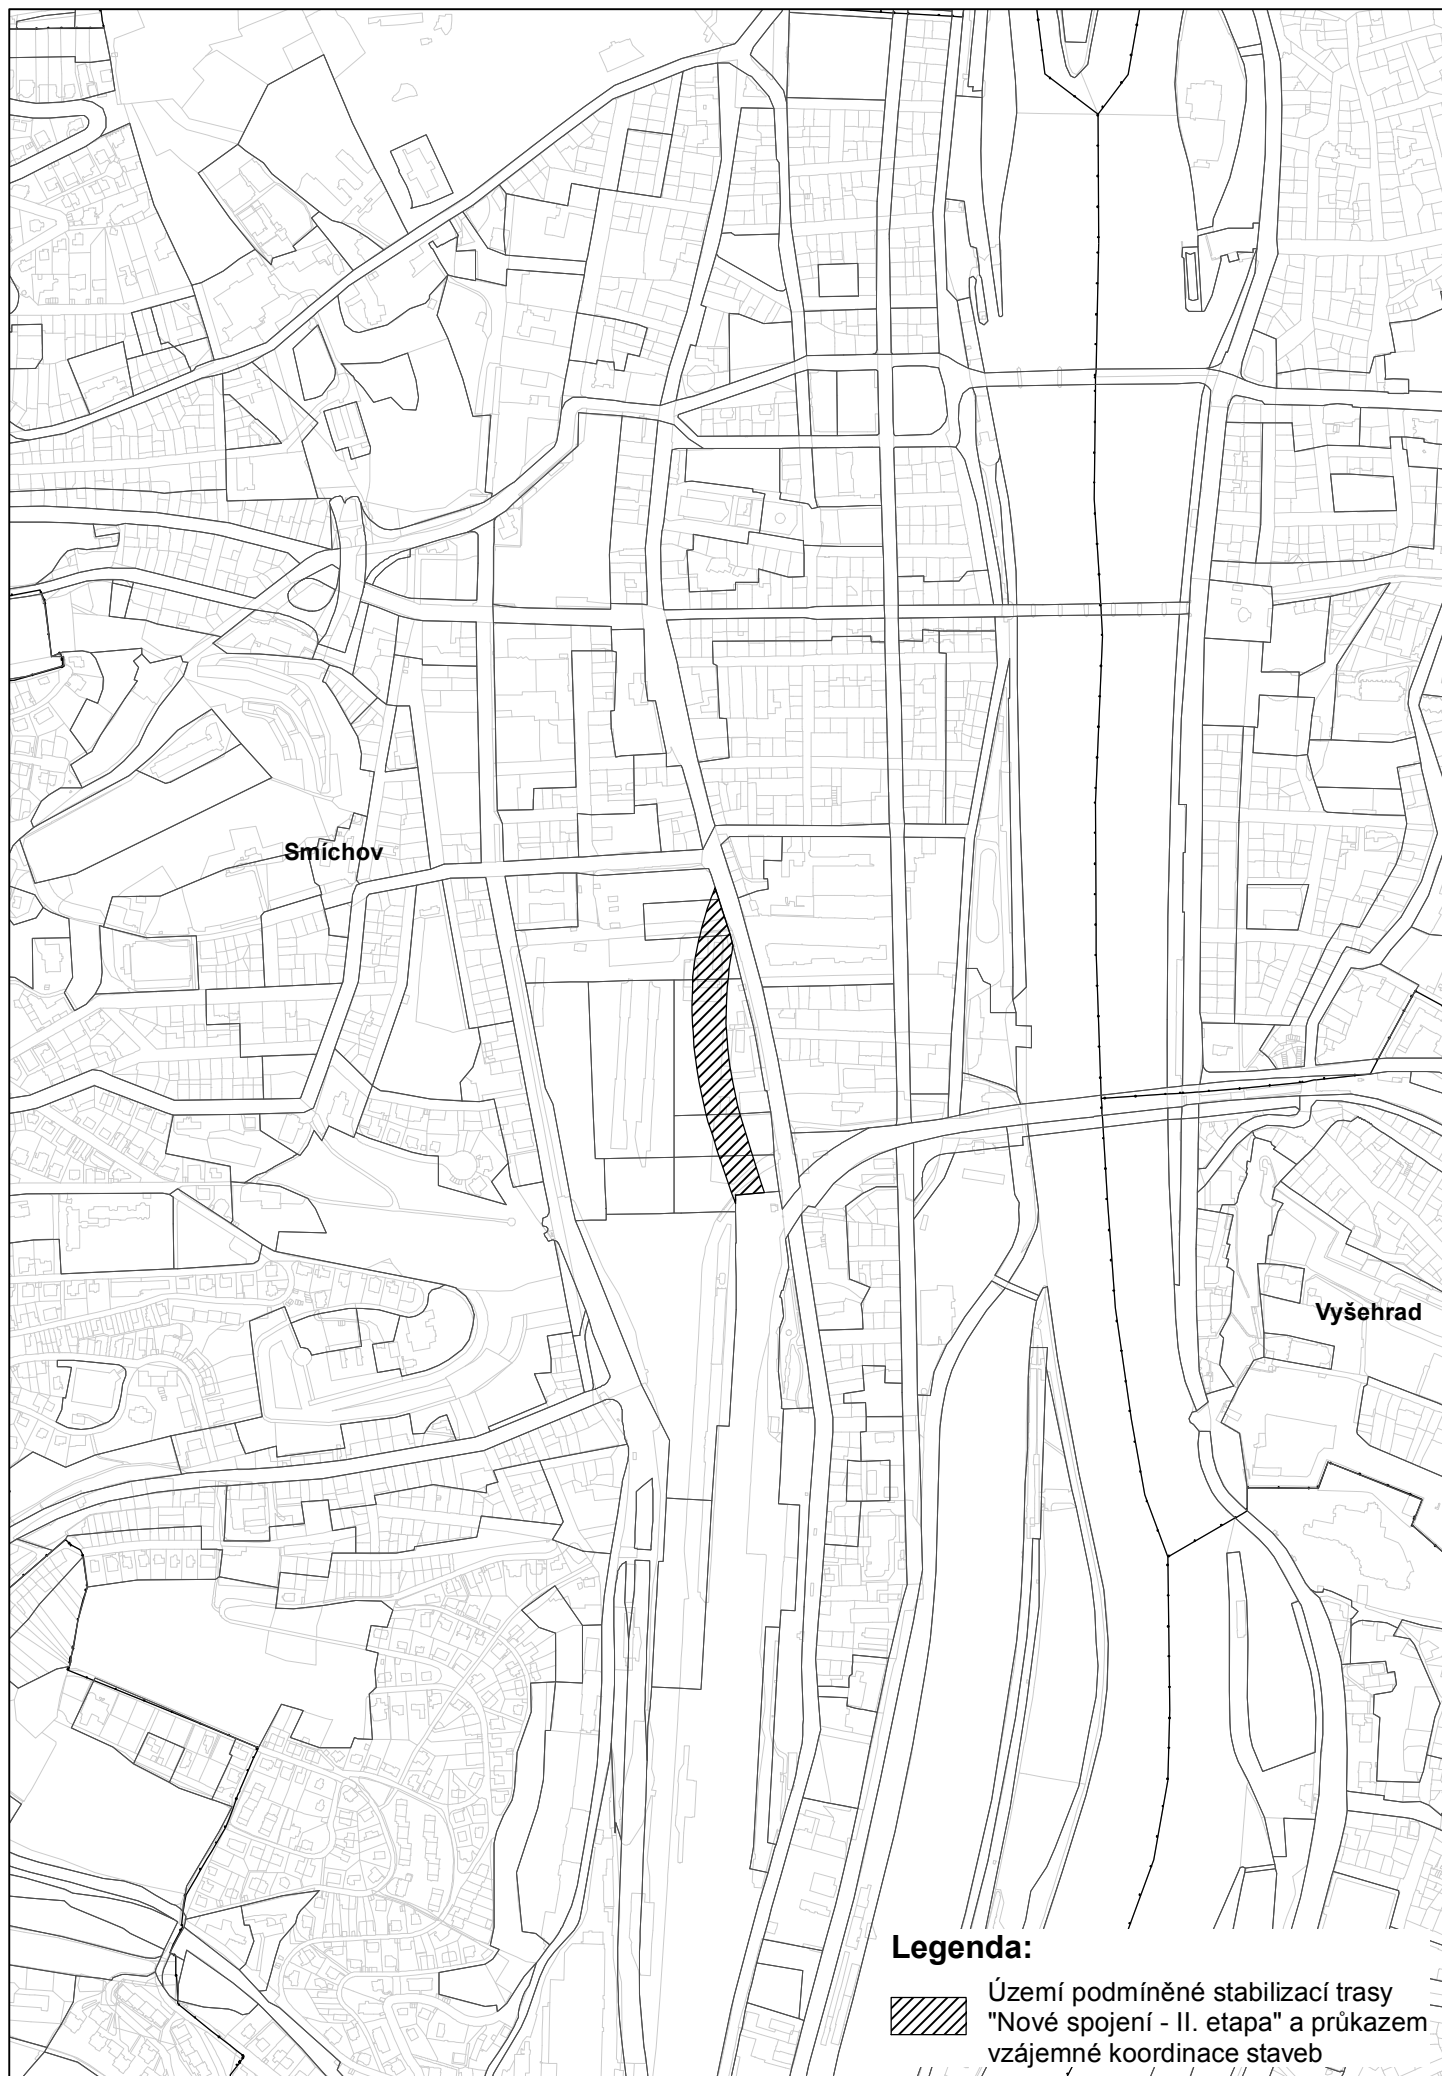 Smíchov
Vyšehrad
Legenda:
Území podmíněné stabilizací trasy
"Nové spojení - II. etapa" a průkazem
vzájemné koordinace staveb